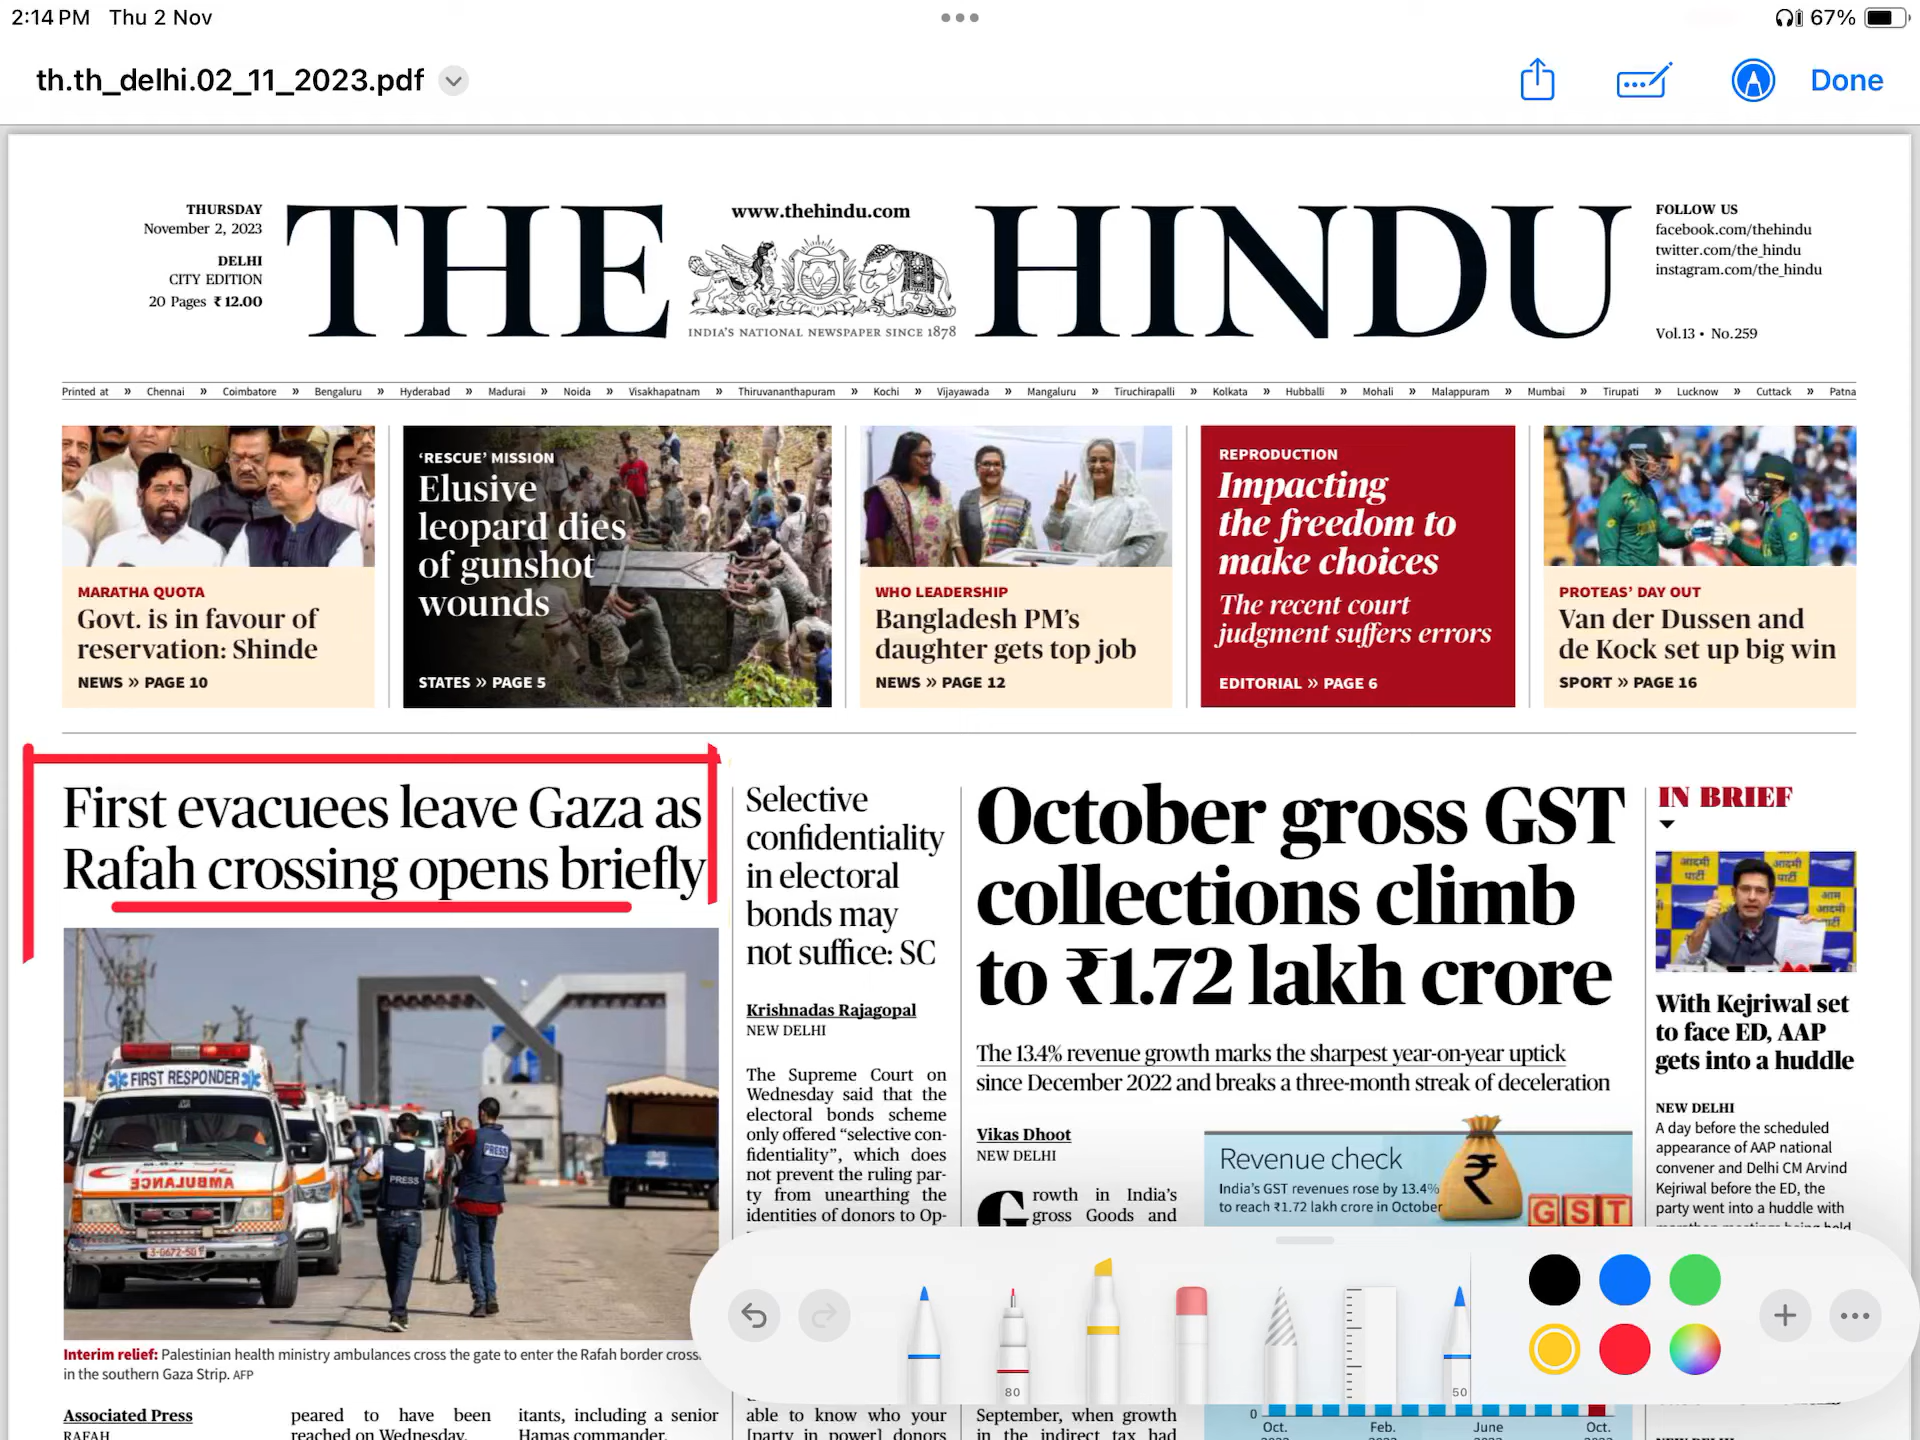 2:14 PM Thu 2 Nov
67%
th.th_delhi.02_11_2023.pdf
Done
THURSDAY
November 2, 2023
DELHI
CITY EDITION
20 Pages ₹ 12.00
THE HINDU
www.thehindu.com
INDIA'S NATIONAL NEWSPAPER SINCE 1878
FOLLOW US
facebook.com/thehindu
twitter.com/the_hindu
instagram.com/the_hindu
Vol.13 • No.259
Printed at » Chennai » Coimbatore » Bengaluru » Hyderabad » Madurai » Noida » Visakhapatnam » Thiruvananthapuram » Kochi » Vijayawada » Mangaluru » Tiruchirapalli » Kolkata » Hubballi » Mohali » Malappuram » Mumbai » Tirupati » Lucknow » Cuttack » Patna
MARATHA QUOTA
Govt. is in favour of
reservation: Shinde
NEWS » PAGE 10
‘RESCUE’ MISSION
Elusive
leopard dies
of gunshot
wounds
STATES » PAGE 5
WHO LEADERSHIP
Bangladesh PM’s
daughter gets top job
NEWS » PAGE 12
REPRODUCTION
Impacting
the freedom to
make choices
The recent court
judgment suffers errors
EDITORIAL » PAGE 6
PROTEAS’ DAY OUT
Van der Dussen and
de Kock set up big win
SPORT » PAGE 16
First evacuees leave Gaza as
Rafah crossing opens briefly
FIRST RESPONDER
AMBULANCE
3-0672-50
PRESS
PRESS
Interim relief: Palestinian health ministry ambulances cross the gate to enter the Rafah border cross
in the southern Gaza Strip. AFP
Associated Press
RAFAH
peared to have been
reached on Wednesday.
itants, including a senior
Hamas commander.
Selective
confidentiality
in electoral
bonds may
not suffice: SC
Krishnadas Rajagopal
NEW DELHI
The Supreme Court on
Wednesday said that the
electoral bonds scheme
only offered “selective con-
fidentiality”, which does
not prevent the ruling par-
ty from unearthing the
identities of donors to Op-
able to know who your
[party in power] donors
October gross GST
collections climb
to ₹1.72 lakh crore
The 13.4% revenue growth marks the sharpest year-on-year uptick
since December 2022 and breaks a three-month streak of deceleration
Vikas Dhoot
NEW DELHI
Growth in India’s
gross Goods and
September, when growth
in the indirect tax had
Revenue check
India’s GST revenues rose by 13.4%
to reach ₹1.72 lakh crore in October
₹
GST
0
Oct. Feb. June Oct.
IN BRIEF
आदमी
पार्टी
आदमी
पार्टी
आम
आदमी
पार्टी
With Kejriwal set
to face ED, AAP
gets into a huddle
NEW DELHI
A day before the scheduled
appearance of AAP national
convener and Delhi CM Arvind
Kejriwal before the ED, the
party went into a huddle with
80
50